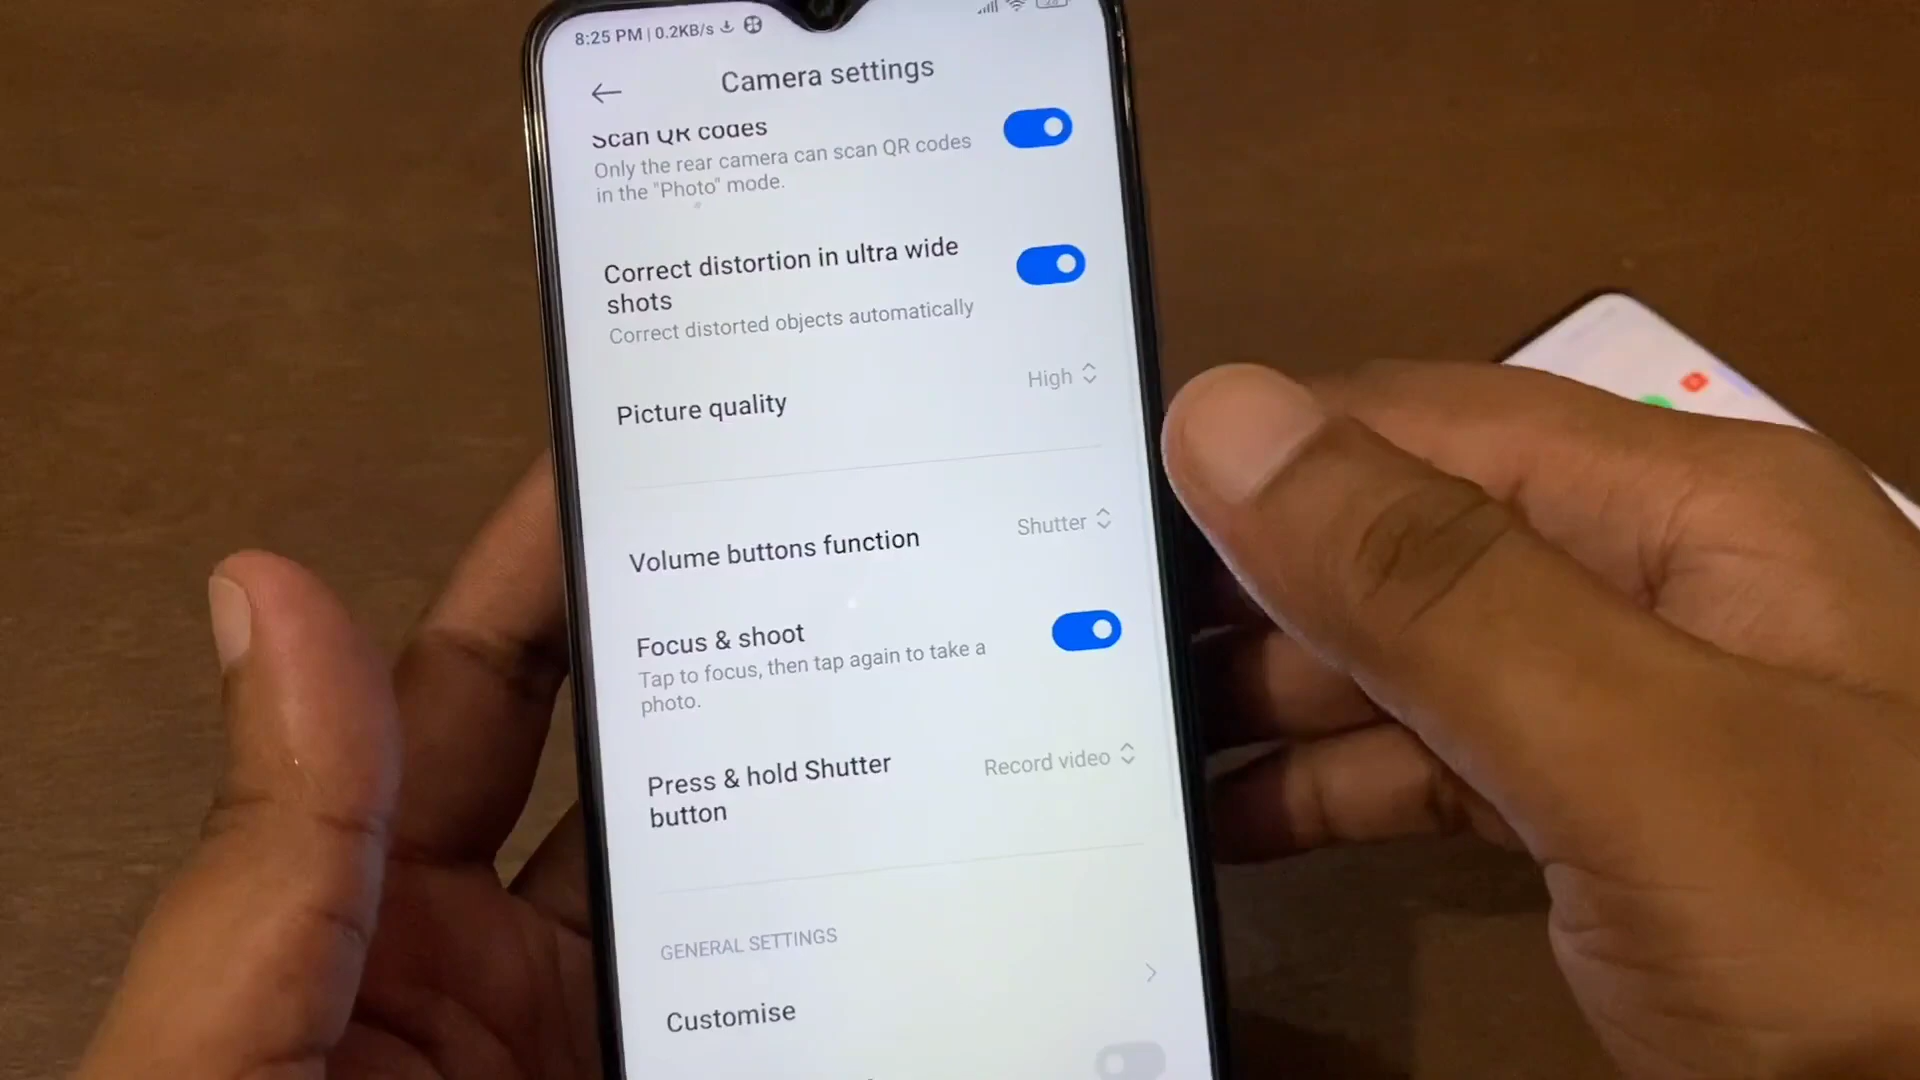 8:25 PM | 0.2KB/s
Camera settings
Scan QR codes
Only the rear camera can scan QR codes
in the "Photo" mode.
Correct distortion in ultra wide
shots
Correct distorted objects automatically
Picture quality
High
Volume buttons function
Shutter
Focus & shoot
Tap to focus, then tap again to take a
photo.
Press & hold Shutter
button
Record video
GENERAL SETTINGS
Customise